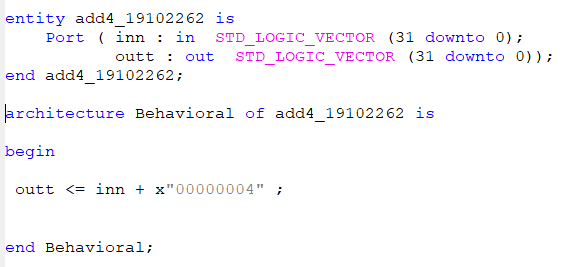 entity add4_19102262 is
    Port ( inn : in  STD_LOGIC_VECTOR (31 downto 0);
           outt : out  STD_LOGIC_VECTOR (31 downto 0));
end add4_19102262;
architecture Behavioral of add4_19102262 is
begin
 outt <= inn + x"00000004" ;
end Behavioral;